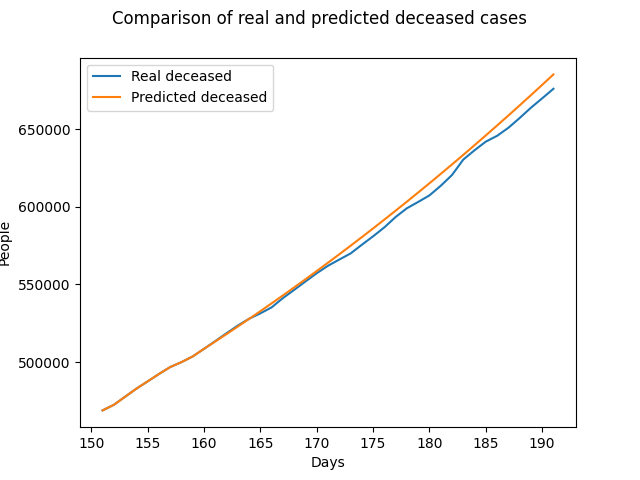 Comparison of real and predicted deceased cases
Real deceased
Predicted deceased
650000
600000
550000
500000
People
150 155 160 165 170 175 180 185 190
Days